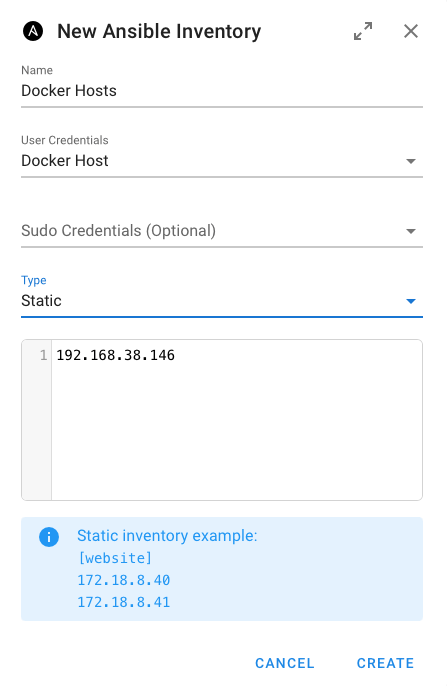 New Ansible Inventory
Name
Docker Hosts
User Credentials
Docker Host
Sudo Credentials (Optional)
Type
Static
1 192.168.38.146
Static inventory example:
[website]
172.18.8.40
172.18.8.41
CANCEL CREATE